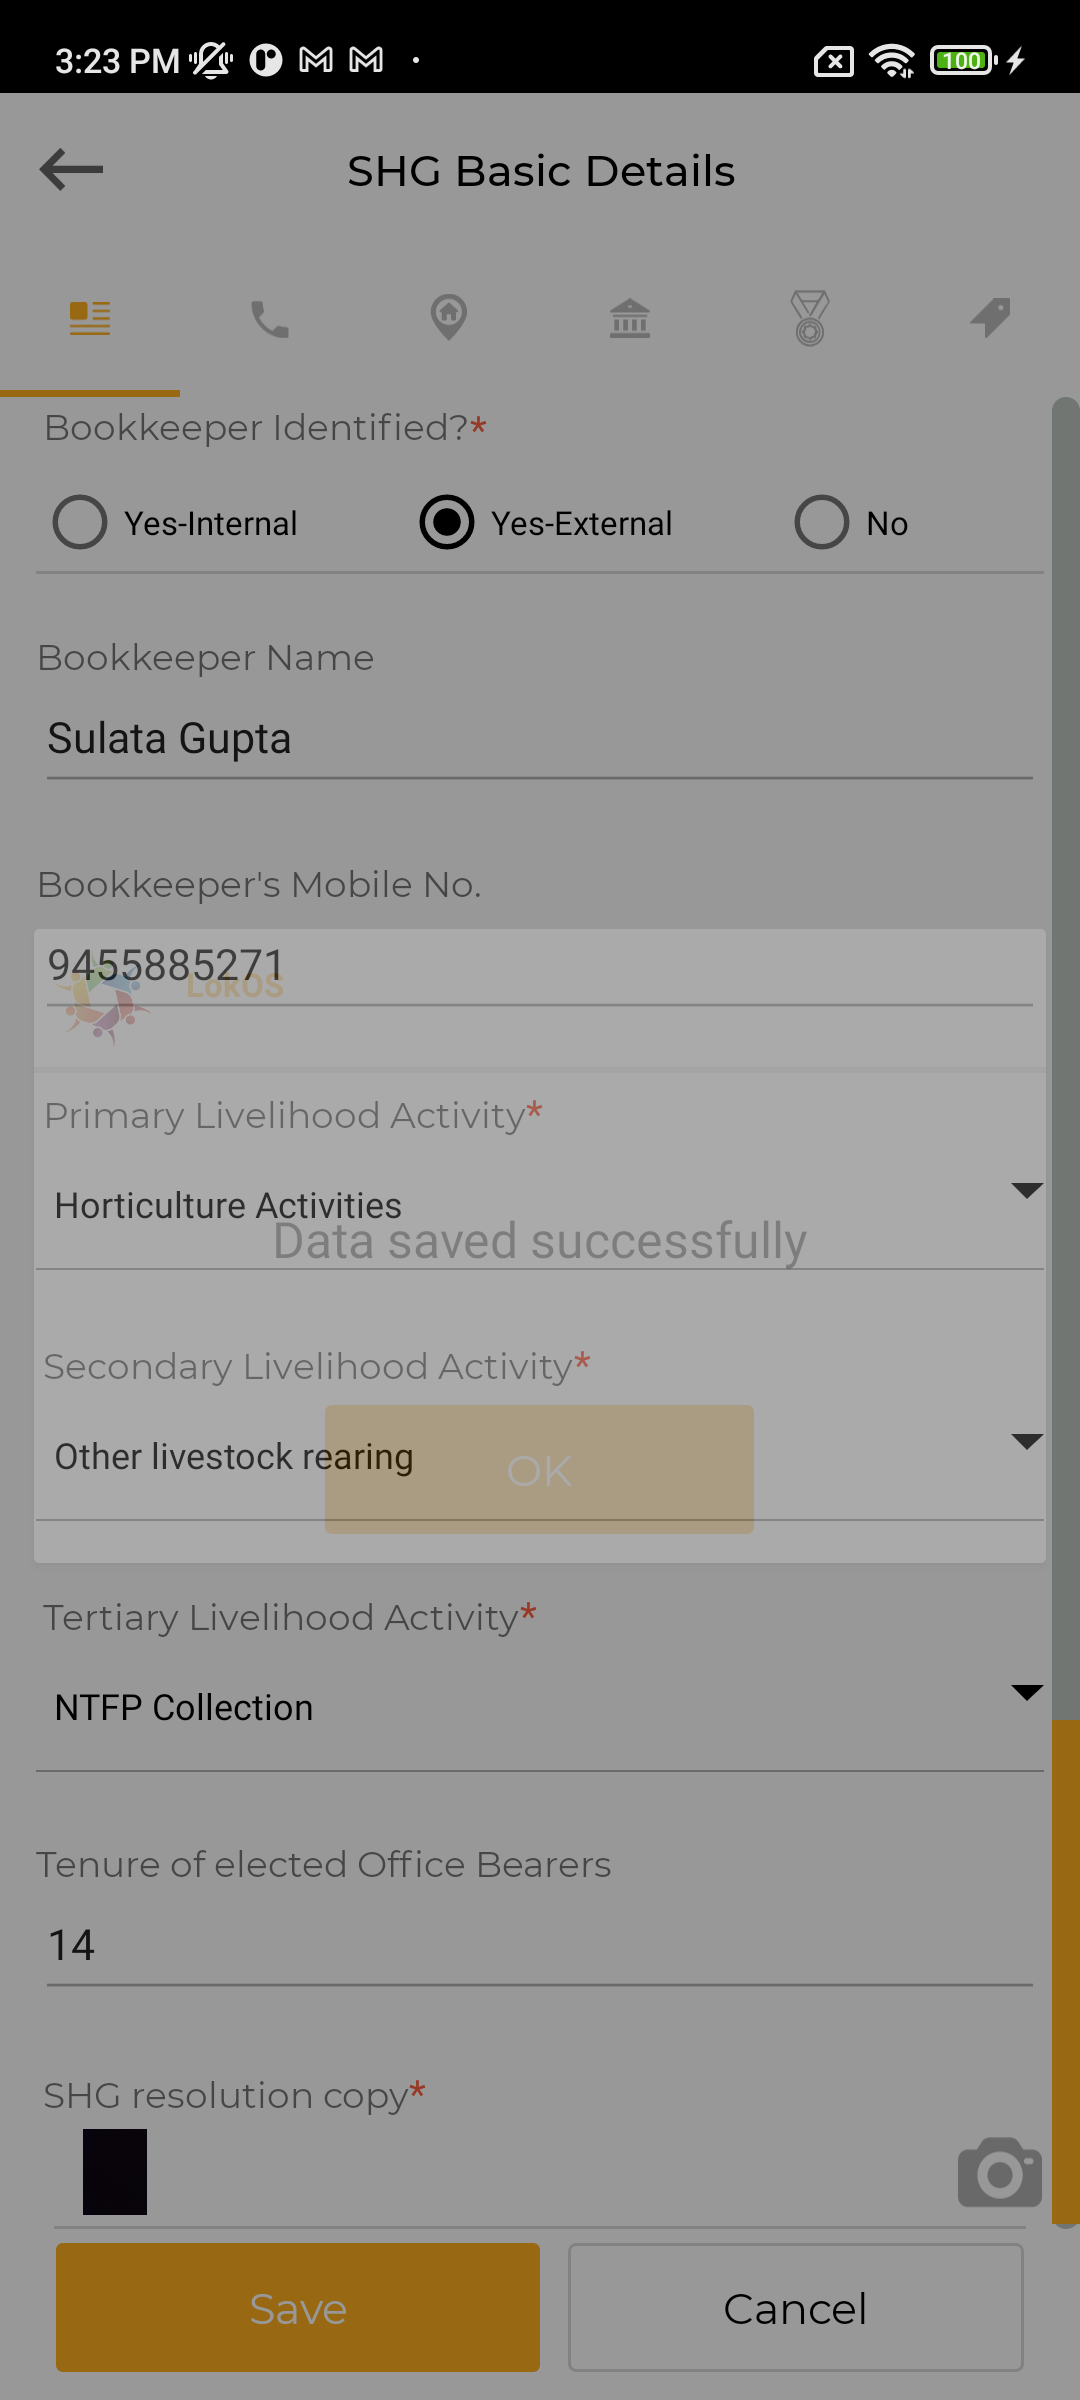 3:23 PM
100
SHG Basic Details
Bookkeeper Identified?*
Yes-Internal
Yes-External
No
Bookkeeper Name
Sulata Gupta
Bookkeeper's Mobile No.
9455885271
LokOS
Primary Livelihood Activity*
Horticulture Activities
Data saved successfully
Secondary Livelihood Activity*
Other livestock rearing
OK
Tertiary Livelihood Activity*
NTFP Collection
Tenure of elected Office Bearers
14
SHG resolution copy*
Save
Cancel